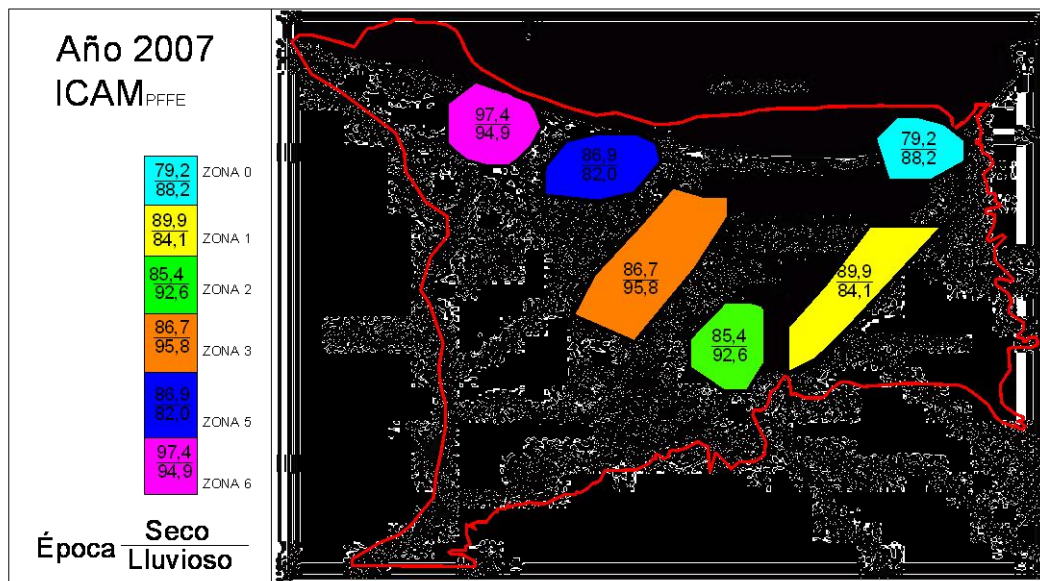 Año 2007
ICAM PFFE
79,2
88,2
ZONA 0
89,9
84,1
ZONA 1
85,4
92,6
ZONA 2
86,7
95,8
ZONA 3
86,9
82,0
ZONA 5
97,4
94,9
ZONA 6
Época Seco
Lluvioso
97,4
94,9
86,9
82,0
79,2
88,2
86,7
95,8
89,9
84,1
85,4
92,6